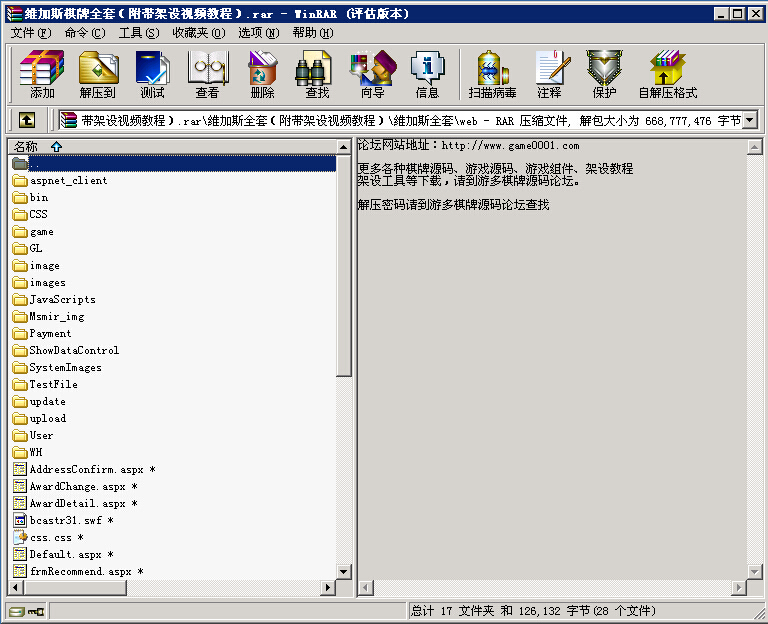 维加斯棋牌全套（附带架设视频教程）.rar - WinRAR (评估版本)
文件(F) 命令(C) 工具(S) 收藏夹(O) 选项(N) 帮助(H)
添加 解压到 测试 查看 删除 查找 向导 信息 扫描病毒 注释 保护 自解压格式
带架设视频教程）.rar\维加斯全套（附带架设视频教程）\维加斯全套\web - RAR 压缩文件, 解包大小为 668,777,476 字节
名称
..
aspnet_client
bin
CSS
game
GL
image
images
JavaScripts
Msmir_img
Payment
ShowDataControl
SystemImages
TestFile
update
upload
User
WH
AddressConfirm.aspx *
AwardChange.aspx *
AwardDetail.aspx *
bcastr31.swf *
css.css *
Default.aspx *
frmRecommend.aspx *
论坛网站地址：http://www.game0001.com
更多各种棋牌源码、游戏源码、游戏组件、架设教程
架设工具等下载，请到游多棋牌源码论坛。
解压密码请到游多棋牌源码论坛查找
总计 17 文件夹 和 126,132 字节(28 个文件)